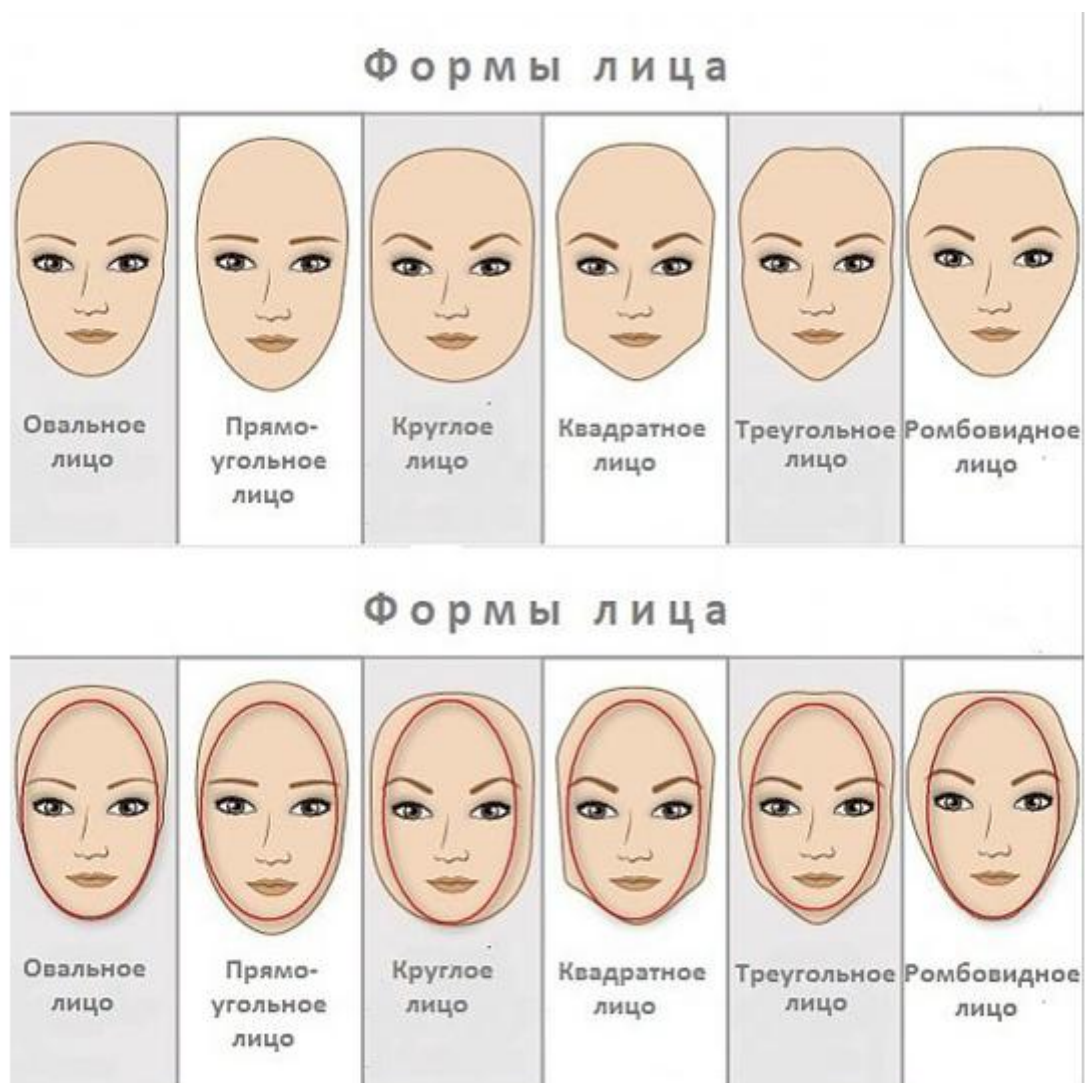 Формы лица
Овальное
лицо
Прямо-
угольное
лицо
Круглое
лицо
Квадратное
лицо
Треугольное
лицо
Ромбовидное
лицо
Формы лица
Овальное
лицо
Прямо-
угольное
лицо
Круглое
лицо
Квадратное
лицо
Треугольное
лицо
Ромбовидное
лицо